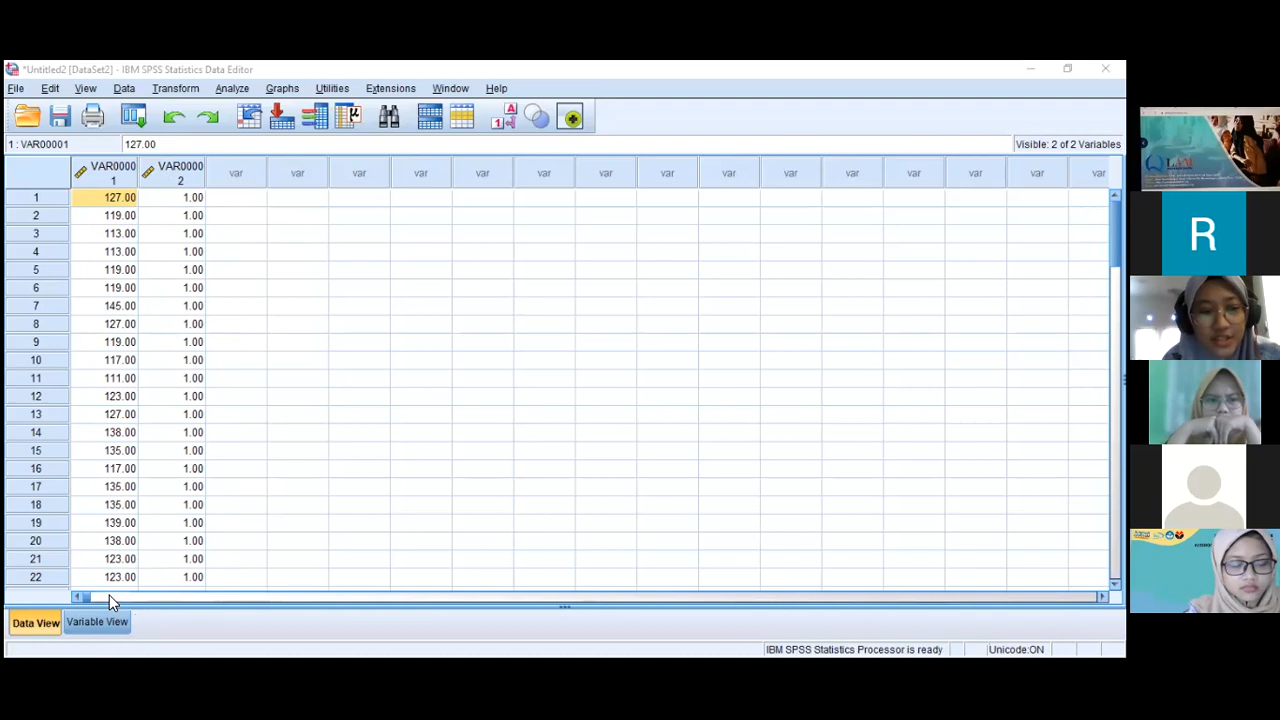 *Untitled2 [DataSet2] - IBM SPSS Statistics Data Editor
File Edit View Data Transform Analyze Graphs Utilities Extensions Window Help
1 : VAR00001 127.00 Visible: 2 of 2 Variables
VAR0000 1 VAR0000 2 var var var var var var var var var var var var var var var
1 127.00 1.00
2 119.00 1.00
3 113.00 1.00
4 113.00 1.00
5 119.00 1.00
6 119.00 1.00
7 145.00 1.00
8 127.00 1.00
9 119.00 1.00
10 117.00 1.00
11 111.00 1.00
12 123.00 1.00
13 127.00 1.00
14 138.00 1.00
15 135.00 1.00
16 117.00 1.00
17 135.00 1.00
18 135.00 1.00
19 139.00 1.00
20 138.00 1.00
21 123.00 1.00
22 123.00 1.00
Data View Variable View
IBM SPSS Statistics Processor is ready Unicode:ON
R